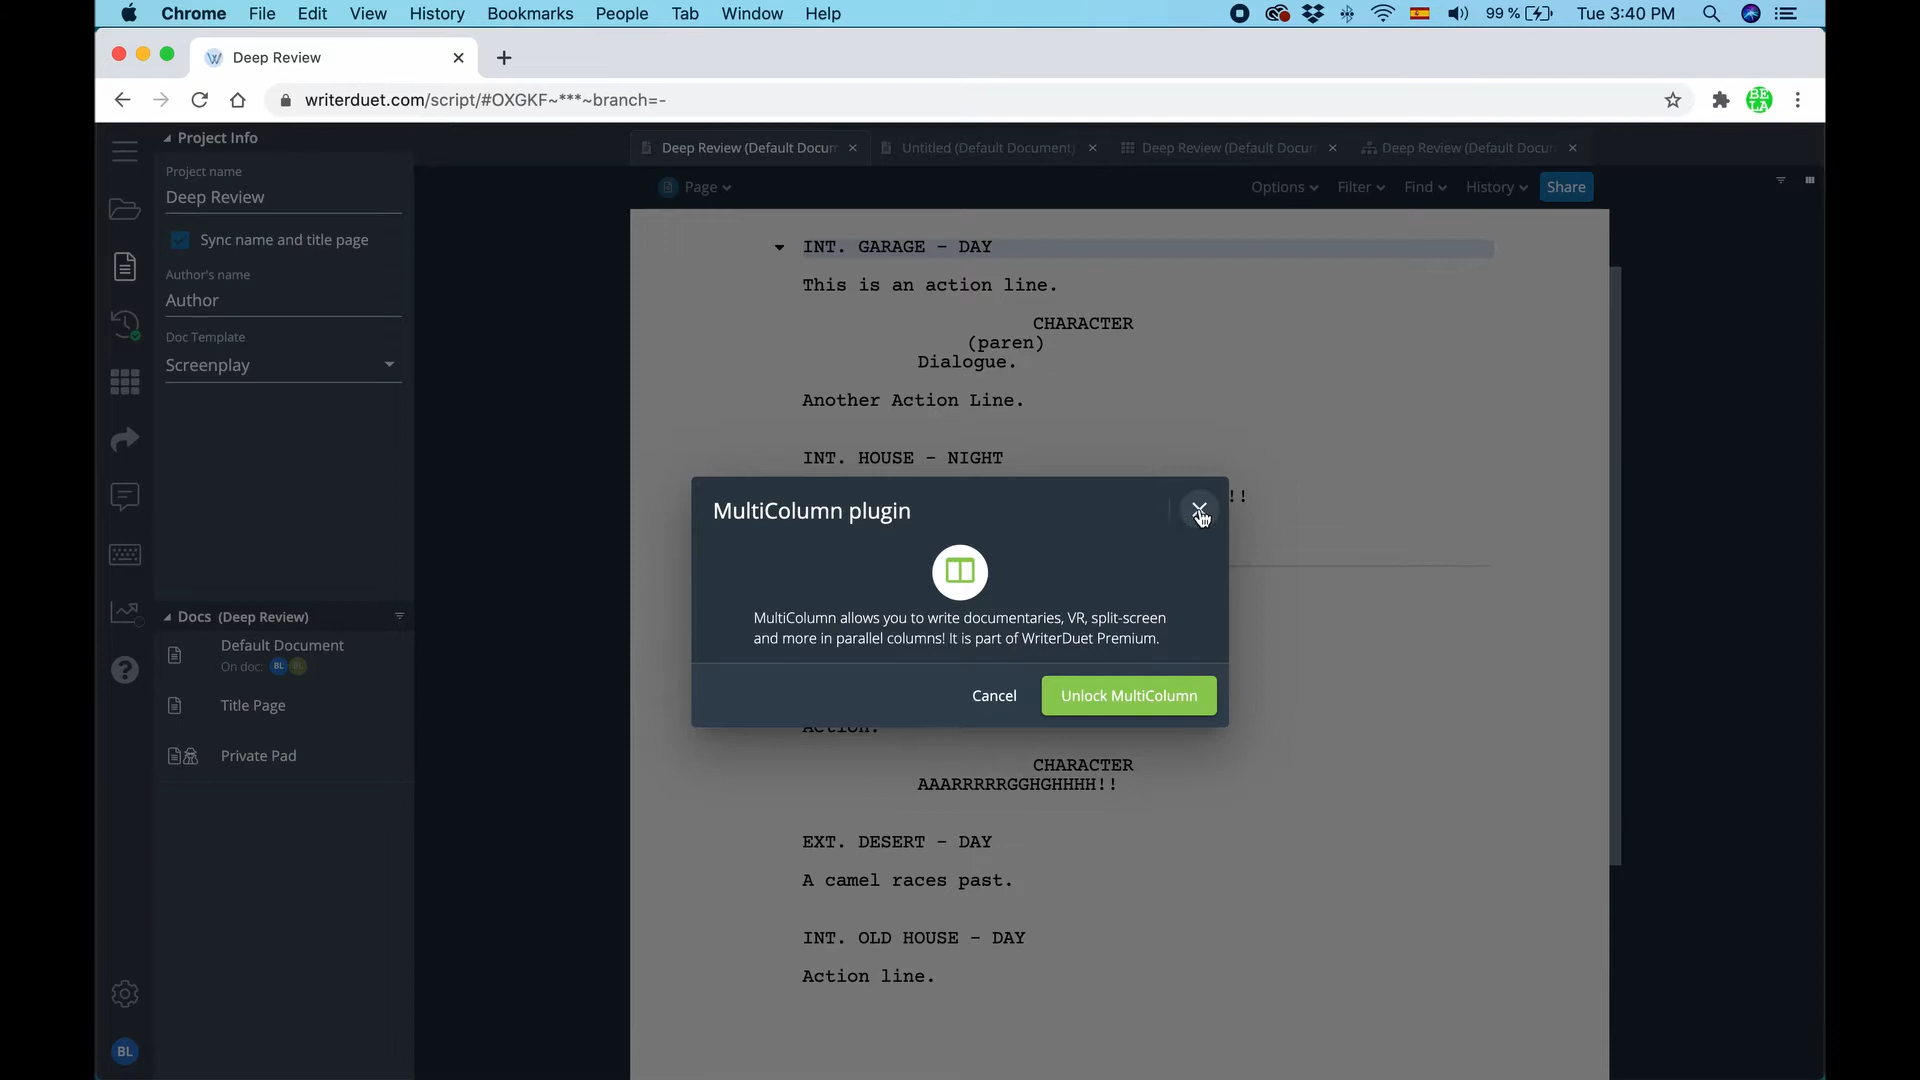 Chrome File Edit View History Bookmarks People Tab Window Help 99 % Tue 3:40 PM
Deep Review
writerduet.com/script/#OXGKF~***~branch=-
BE
LA
Project Info
Project name
Deep Review
Sync name and title page
Author's name
Author
Doc Template
Screenplay
Docs (Deep Review)
Default Document
On doc: BL
Title Page
Private Pad
BL
Deep Review (Default Docum
Untitled (Default Document)
Deep Review (Default Docum
Deep Review (Default Docum
Page
Options Filter Find History Share
INT. GARAGE - DAY
This is an action line.
CHARACTER
(paren)
Dialogue.
Another Action Line.
INT. HOUSE - NIGHT
!!
MultiColumn plugin
MultiColumn allows you to write documentaries, VR, split-screen
and more in parallel columns! It is part of WriterDuet Premium.
Cancel Unlock MultiColumn
Action.
CHARACTER
AAARRRRRGGHGHHHH!!
EXT. DESERT - DAY
A camel races past.
INT. OLD HOUSE - DAY
Action line.